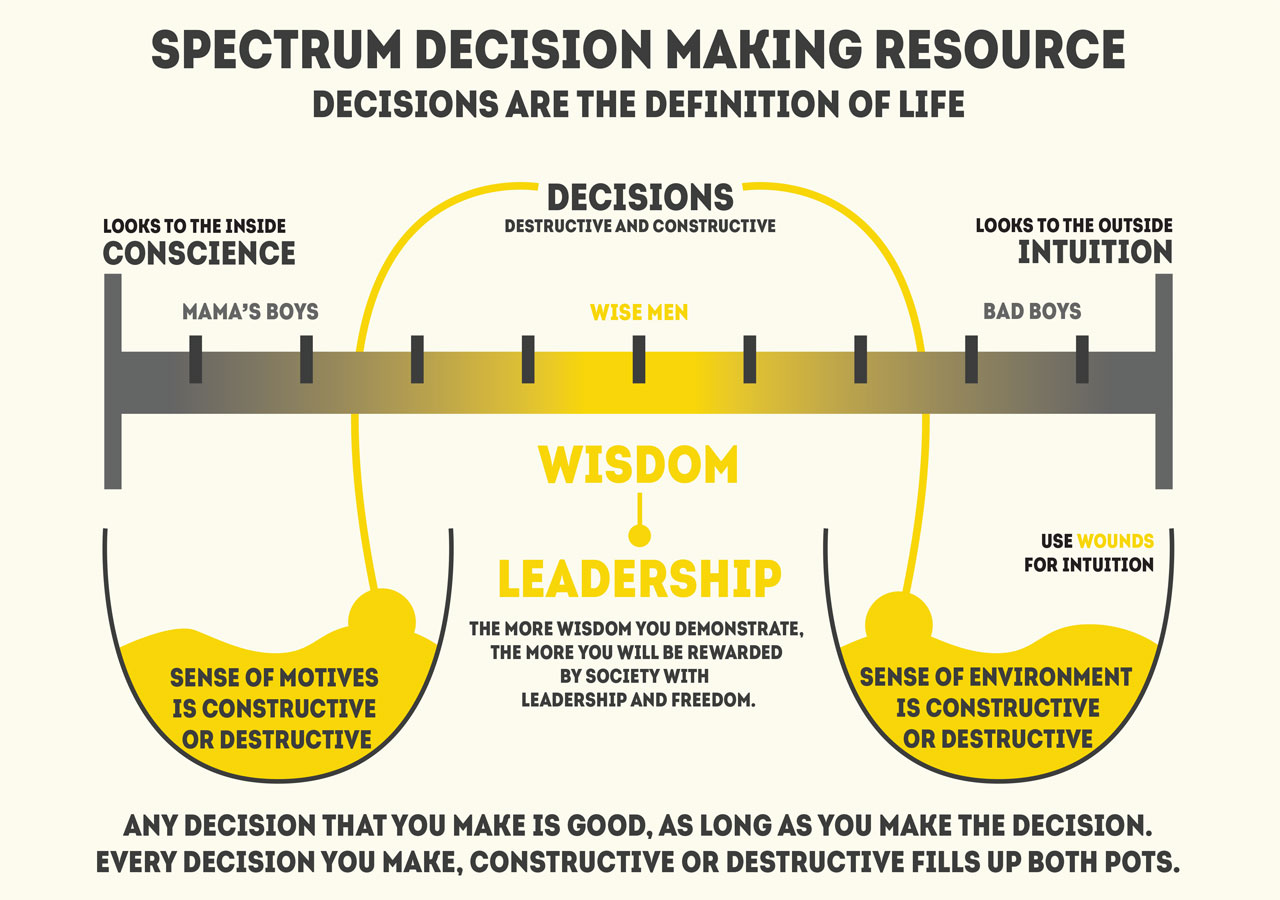 SPECTRUM DECISION MAKING RESOURCE
DECISIONS ARE THE DEFINITION OF LIFE
DECISIONS
DESTRUCTIVE AND CONSTRUCTIVE
LOOKS TO THE INSIDE
CONSCIENCE
LOOKS TO THE OUTSIDE
INTUITION
MAMA'S BOYS
WISE MEN
BAD BOYS
WISDOM
LEADERSHIP
THE MORE WISDOM YOU DEMONSTRATE,
THE MORE YOU WILL BE REWARDED
BY SOCIETY WITH
LEADERSHIP AND FREEDOM.
USE WOUNDS
FOR INTUITION
SENSE OF MOTIVES
IS CONSTRUCTIVE
OR DESTRUCTIVE
SENSE OF ENVIRONMENT
IS CONSTRUCTIVE
OR DESTRUCTIVE
ANY DECISION THAT YOU MAKE IS GOOD, AS LONG AS YOU MAKE THE DECISION.
EVERY DECISION YOU MAKE, CONSTRUCTIVE OR DESTRUCTIVE FILLS UP BOTH POTS.